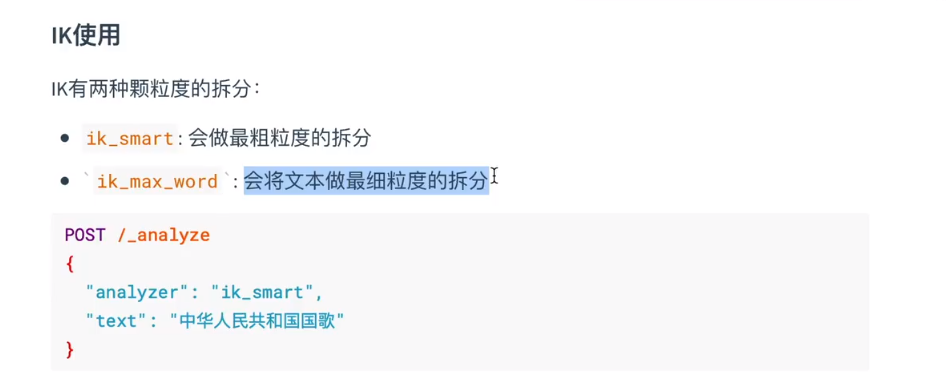 IK使用
IK有两种颗粒度的拆分：
ik_smart: 会做最粗粒度的拆分
`ik_max_word`: 会将文本做最细粒度的拆分
POST /_analyze
{
"analyzer": "ik_smart",
"text": "中华人民共和国国歌"
}